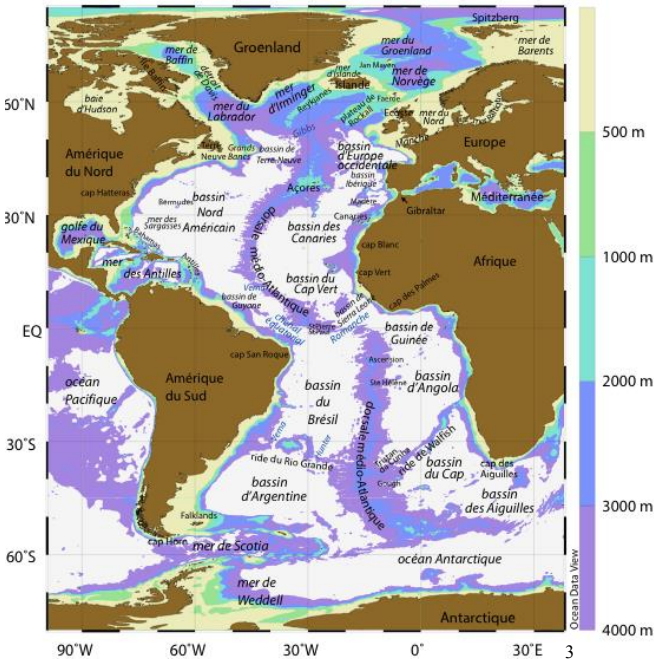 Spitzberg
Groenland
mer du
Groenland
mer de
Barents
mer de
Baffin
île Baffin
détroit
de Davis
Jan Mayen
mer
d'Islande
Islande
mer de
Norvège
mer
d'Irminger
Reykjanes
plateau de
Rockall
Faeroe
baie
d'Hudson
mer du
Labrador
Ecosse
mer du
Nord
Manche
50°N
Gibbs
Terre
Neuve
Grands
Bancs
bassin de
Terre Neuve
bassin
d'Europe
occidentale
Europe
Amérique
du Nord
bassin
Ibérique
Açores
Madère
Méditerranée
cap Hatteras
Bermudes
bassin
Nord
Américain
Canaries
Gibraltar
30°N
golfe du
Mexique
mer des
Sargasses
Bahamas
bassin des
Canaries
cap Blanc
Afrique
mer
des Antilles
Antilles
dorsale médio-Atlantique
bassin du
Cap Vert
cap Vert
Vema
bassin de
Guyane
bassin de
Sierra Leone
cap des Palmes
chenal
équatorial
St Pierre
Romanche
bassin de
Guinée
EQ
cap San Roque
Ascension
océan
Pacifique
Amérique
du Sud
bassin
du
Brésil
Ste Hélène
bassin
d'Angola
dorsale médio-Atlantique
Vema
Hunter
30°S
ride du Rio Grande
Tristan
da Cunha
ride de Walfish
Gough
bassin
du Cap
cap des
Aiguilles
bassin
d'Argentine
bassin
des Aiguilles
Falklands
cap Horn
mer de Scotia
60°S
océan Antarctique
mer de
Weddell
Antarctique
90°W
60°W
30°W
0°
30°E
3
Ocean Data View
500 m
1000 m
2000 m
3000 m
4000 m